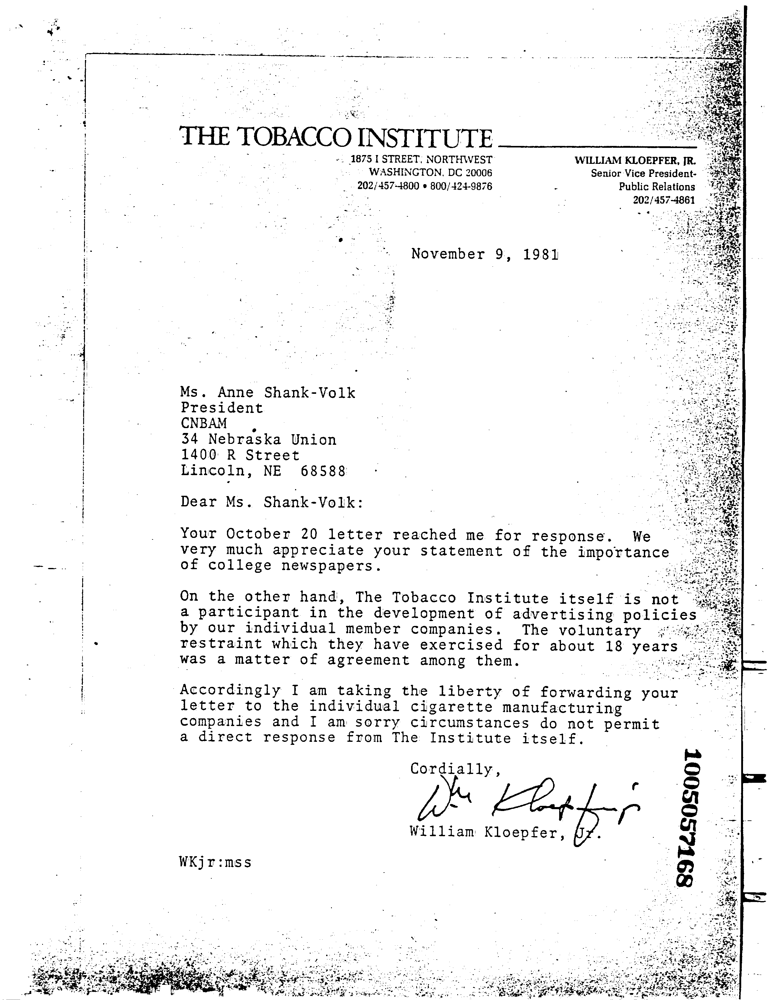 THE TOBACCO INSTITUTE
1875 I STREET, NORTHWEST
WASHINGTON, DC 20006
202/457-4800 • 800/424-9876
WILLIAM KLOEPFER, JR.
Senior Vice President-
Public Relations
202/457-4861
November 9, 1981
Ms. Anne Shank-Volk
President
CNBAM
34 Nebraska Union
1400 R Street
Lincoln, NE 68588
Dear Ms. Shank-Volk:
Your October 20 letter reached me for response. We
very much appreciate your statement of the importance
of college newspapers.
On the other hand, The Tobacco Institute itself is not
a participant in the development of advertising policies
by our individual member companies. The voluntary
restraint which they have exercised for about 18 years
was a matter of agreement among them.
Accordingly I am taking the liberty of forwarding your
letter to the individual cigarette manufacturing
companies and I am sorry circumstances do not permit
a direct response from The Institute itself.
Cordially,
Wm Kloepfer jr
William Kloepfer, Jr.
WKjr:mss
1005057168